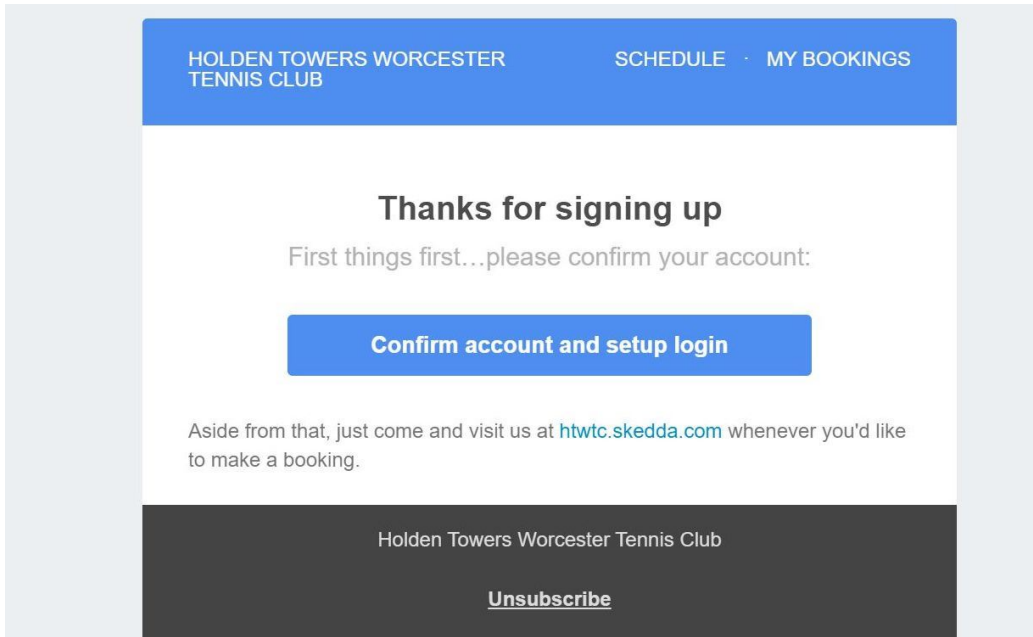 HOLDEN TOWERS WORCESTER
TENNIS CLUB
SCHEDULE · MY BOOKINGS
Thanks for signing up
First things first…please confirm your account:
Confirm account and setup login
Aside from that, just come and visit us at htwtc.skedda.com whenever you'd like
to make a booking.
Holden Towers Worcester Tennis Club
Unsubscribe